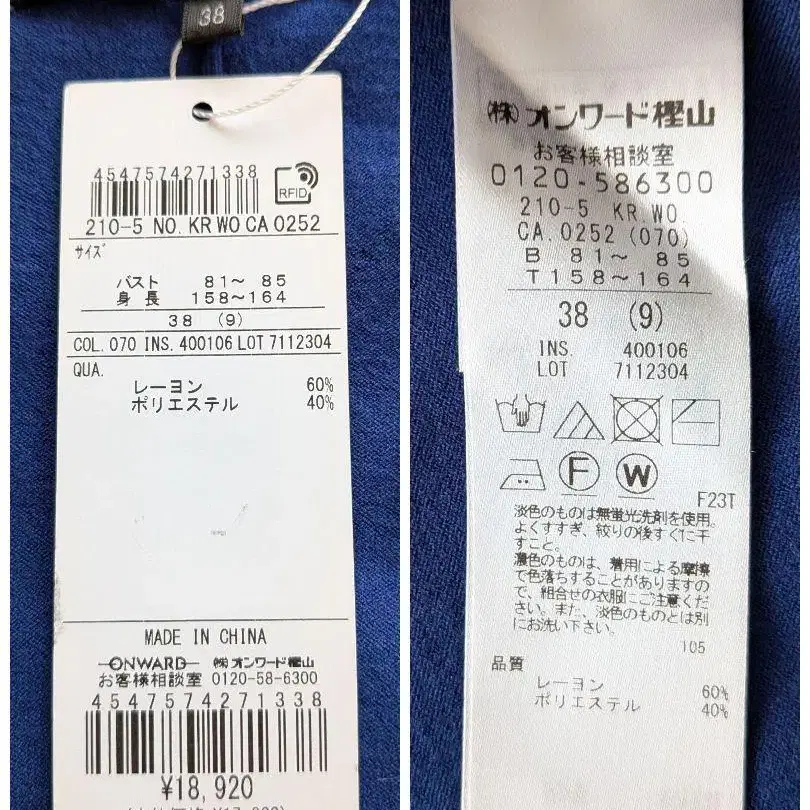 38
4547574271338
RFID
210-5 NO. KR WO CA 0252
サイズ
バスト 81～ 85
身長 158～164
38 (9)
COL. 070 INS. 400106 LOT 7112304
QUA.
レーヨン 60%
ポリエステル 40%
MADE IN CHINA
ONWARD ㈱オンワード樫山
お客様相談室 0120-58-6300
4547574271338
¥18,920
㈱オンワード樫山
お客様相談室
0120-586300
210-5 KR.WO.
CA.0252 (070)
B 81～ 85
T 158～164
38 (9)
INS. 400106
LOT 7112304
F W
F23T
淡色のものは無蛍光洗剤を使用。
よくすすぎ、絞りの後すぐに干
すこと。
濃色のものは、着用による摩擦
で色落ちすることがありますの
で、組合せの衣服にご注意くだ
さい。また、淡色のものとは別
にお洗い下さい。
105
品質
レーヨン 60%
ポリエステル 40%